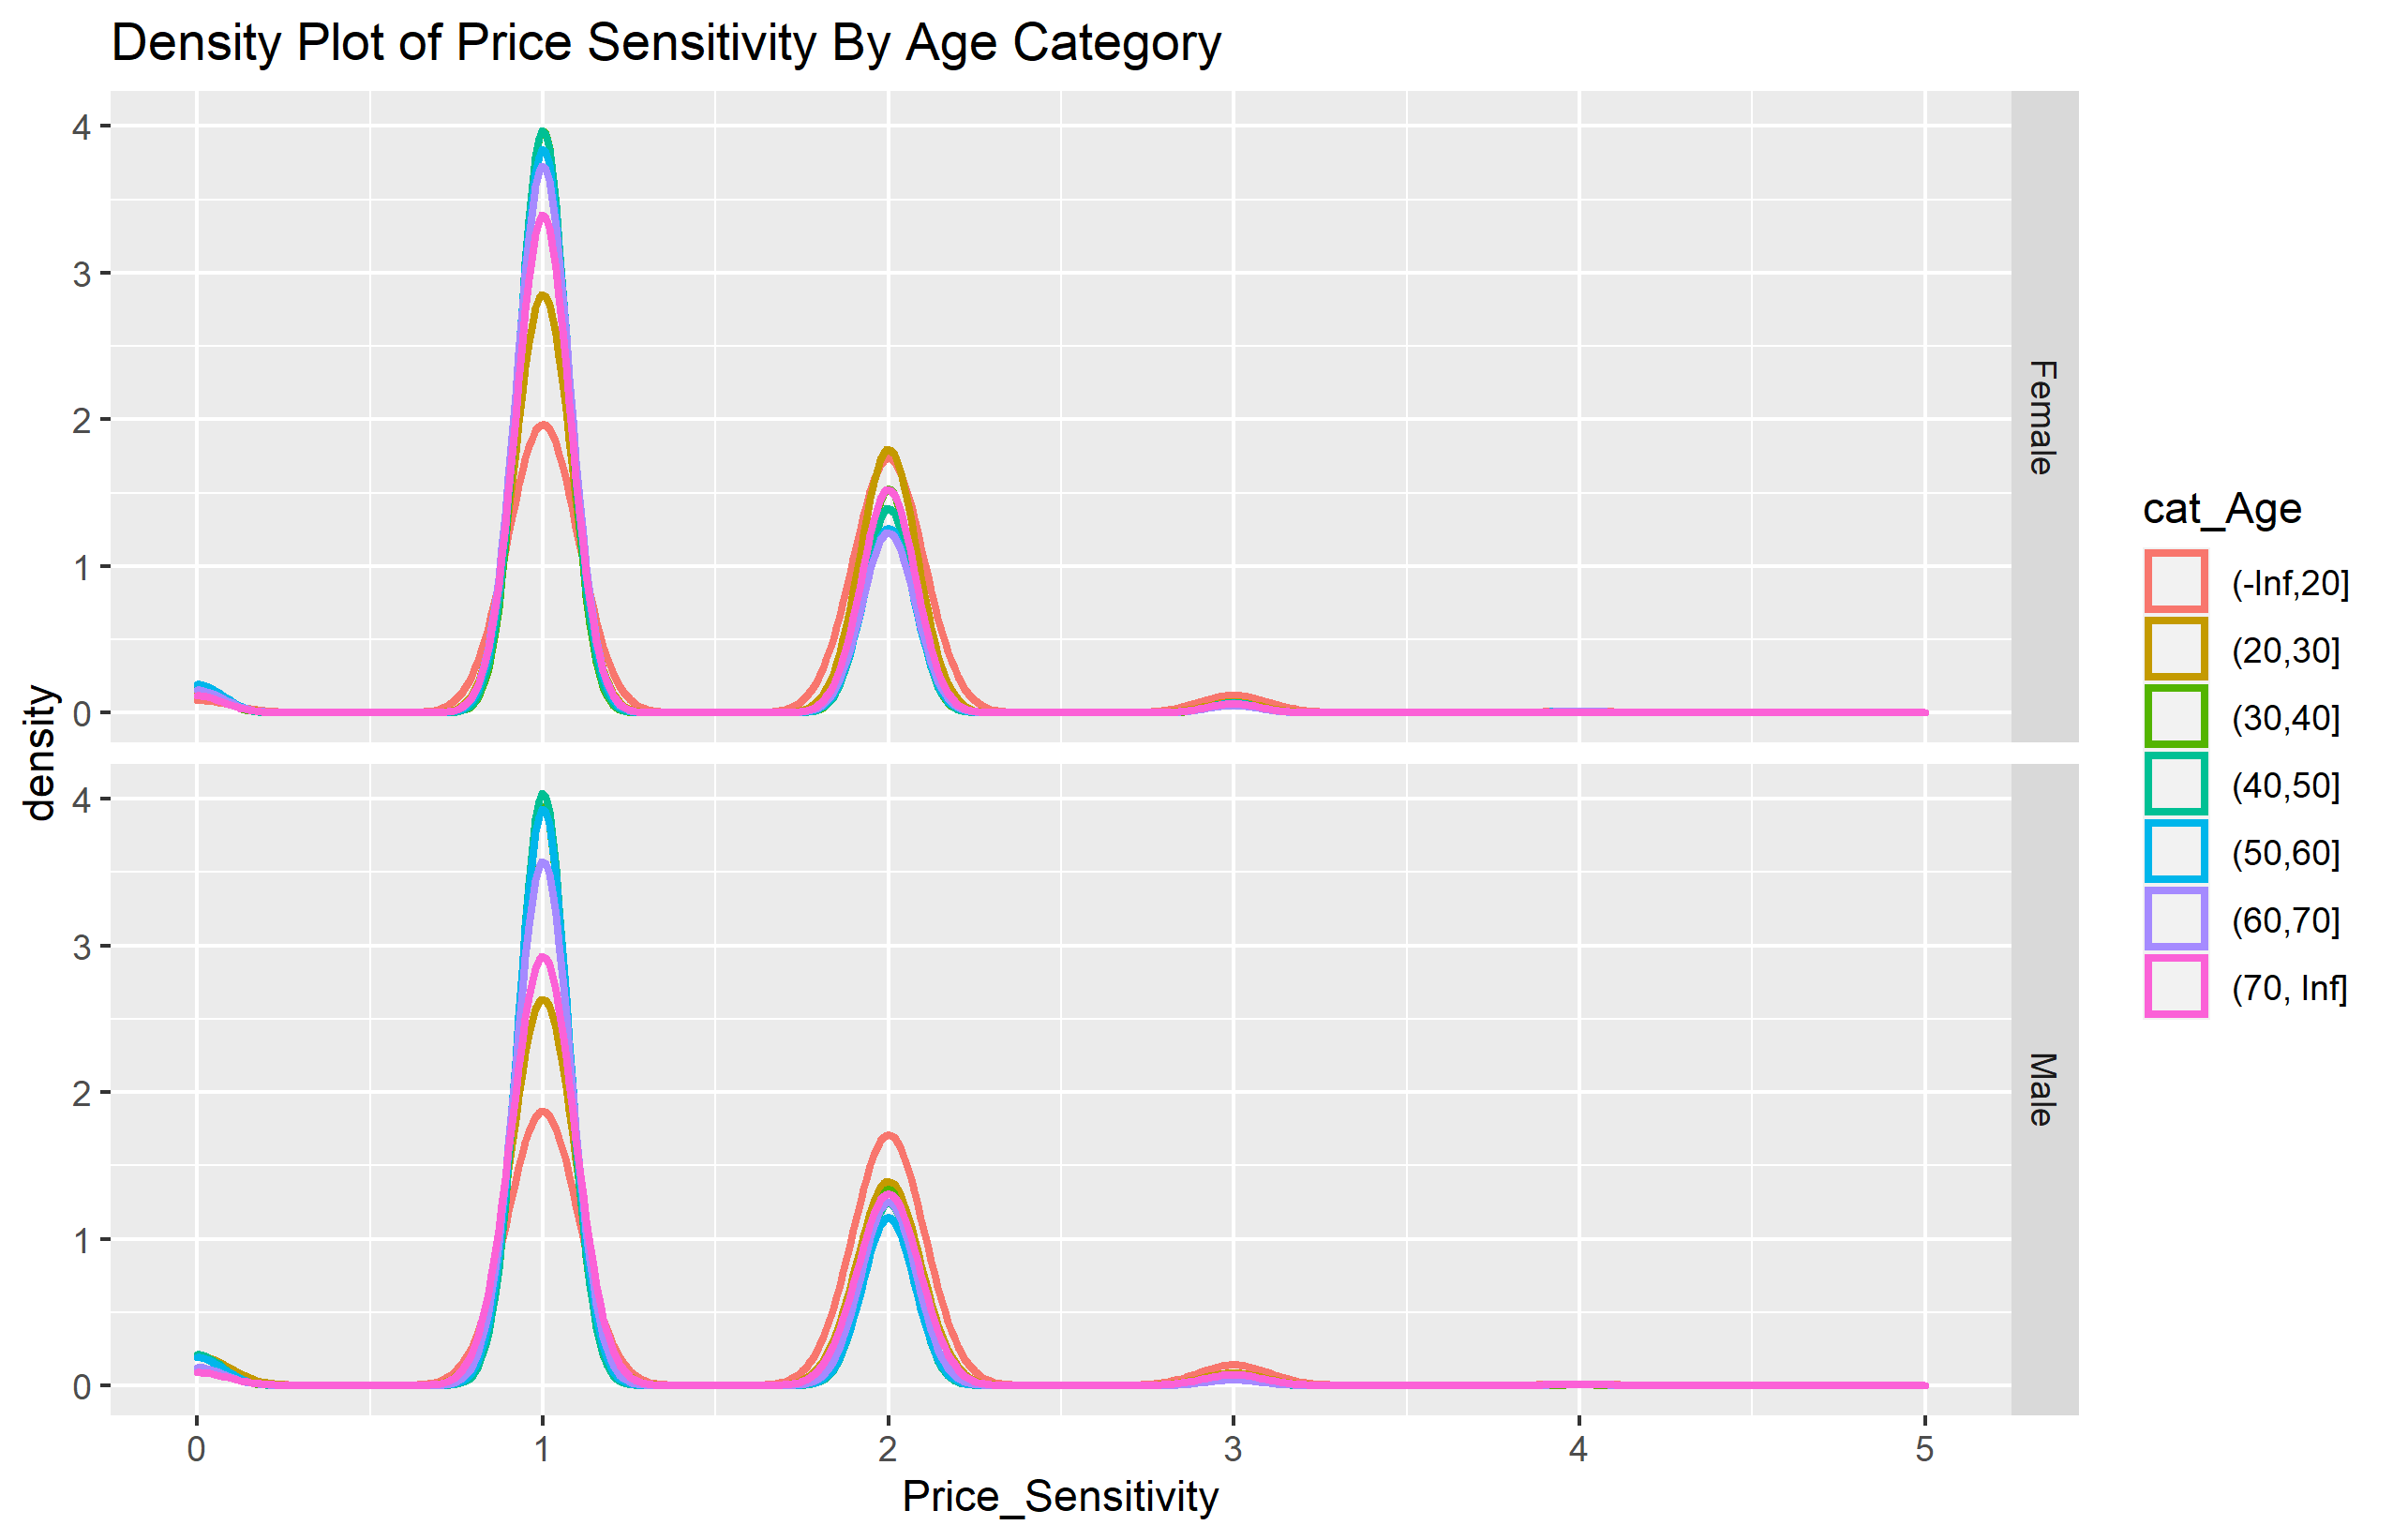 Density Plot of Price Sensitivity By Age Category
4
3
2
1
0
Female
4
3
2
1
0
Male
density
0 1 2 3 4 5
Price_Sensitivity
cat_Age
(-Inf,20]
(20,30]
(30,40]
(40,50]
(50,60]
(60,70]
(70, Inf]